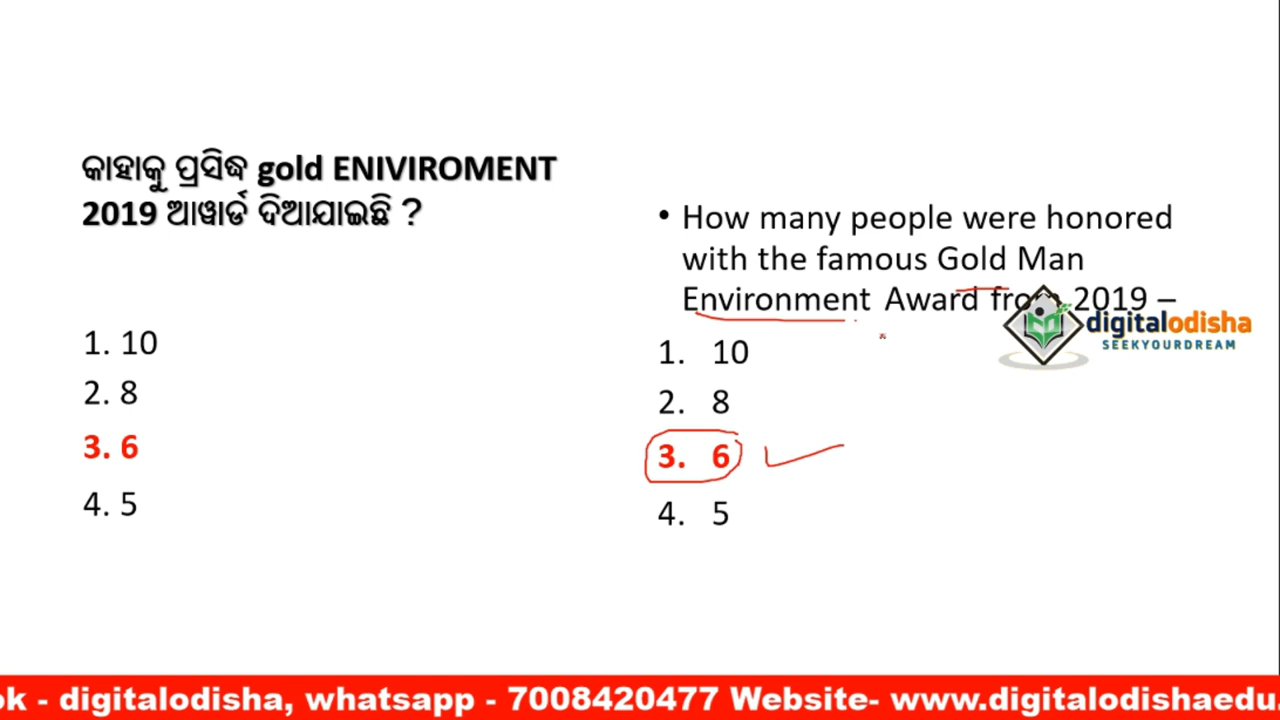 କାହାକୁ ପ୍ରସିଦ୍ଧ gold ENIVIROMENT
2019 ଆୱାର୍ଡ ଦିଆଯାଇଛି ?
1. 10
2. 8
3. 6
4. 5
• How many people were honored
with the famous Gold Man
Environment Award from 2019 –
1. 10
2. 8
3. 6
4. 5
digitalodisha
SEEKYOURDREAM
ok - digitalodisha, whatsapp - 7008420477 Website- www.digitalodishaedu.